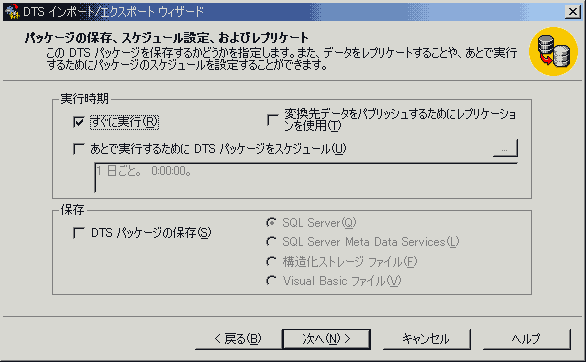 DTS インポート/エクスポート ウィザード
パッケージの保存、スケジュール設定、およびレプリケート
この DTS パッケージを保存するかどうかを指定します。また、データをレプリケートすることや、あとで実行
するためにパッケージのスケジュールを設定することができます。
実行時期
すぐに実行(R)
変換先データをパブリッシュするためにレプリケーショ
ンを使用(T)
あとで実行するために DTS パッケージをスケジュール(U)
...
1 日ごと。 0:00:00。
保存
DTS パッケージの保存(S)
SQL Server(Q)
SQL Server Meta Data Services(L)
構造化ストレージ ファイル(F)
Visual Basic ファイル(V)
< 戻る(B)
次へ(N) >
キャンセル
ヘルプ